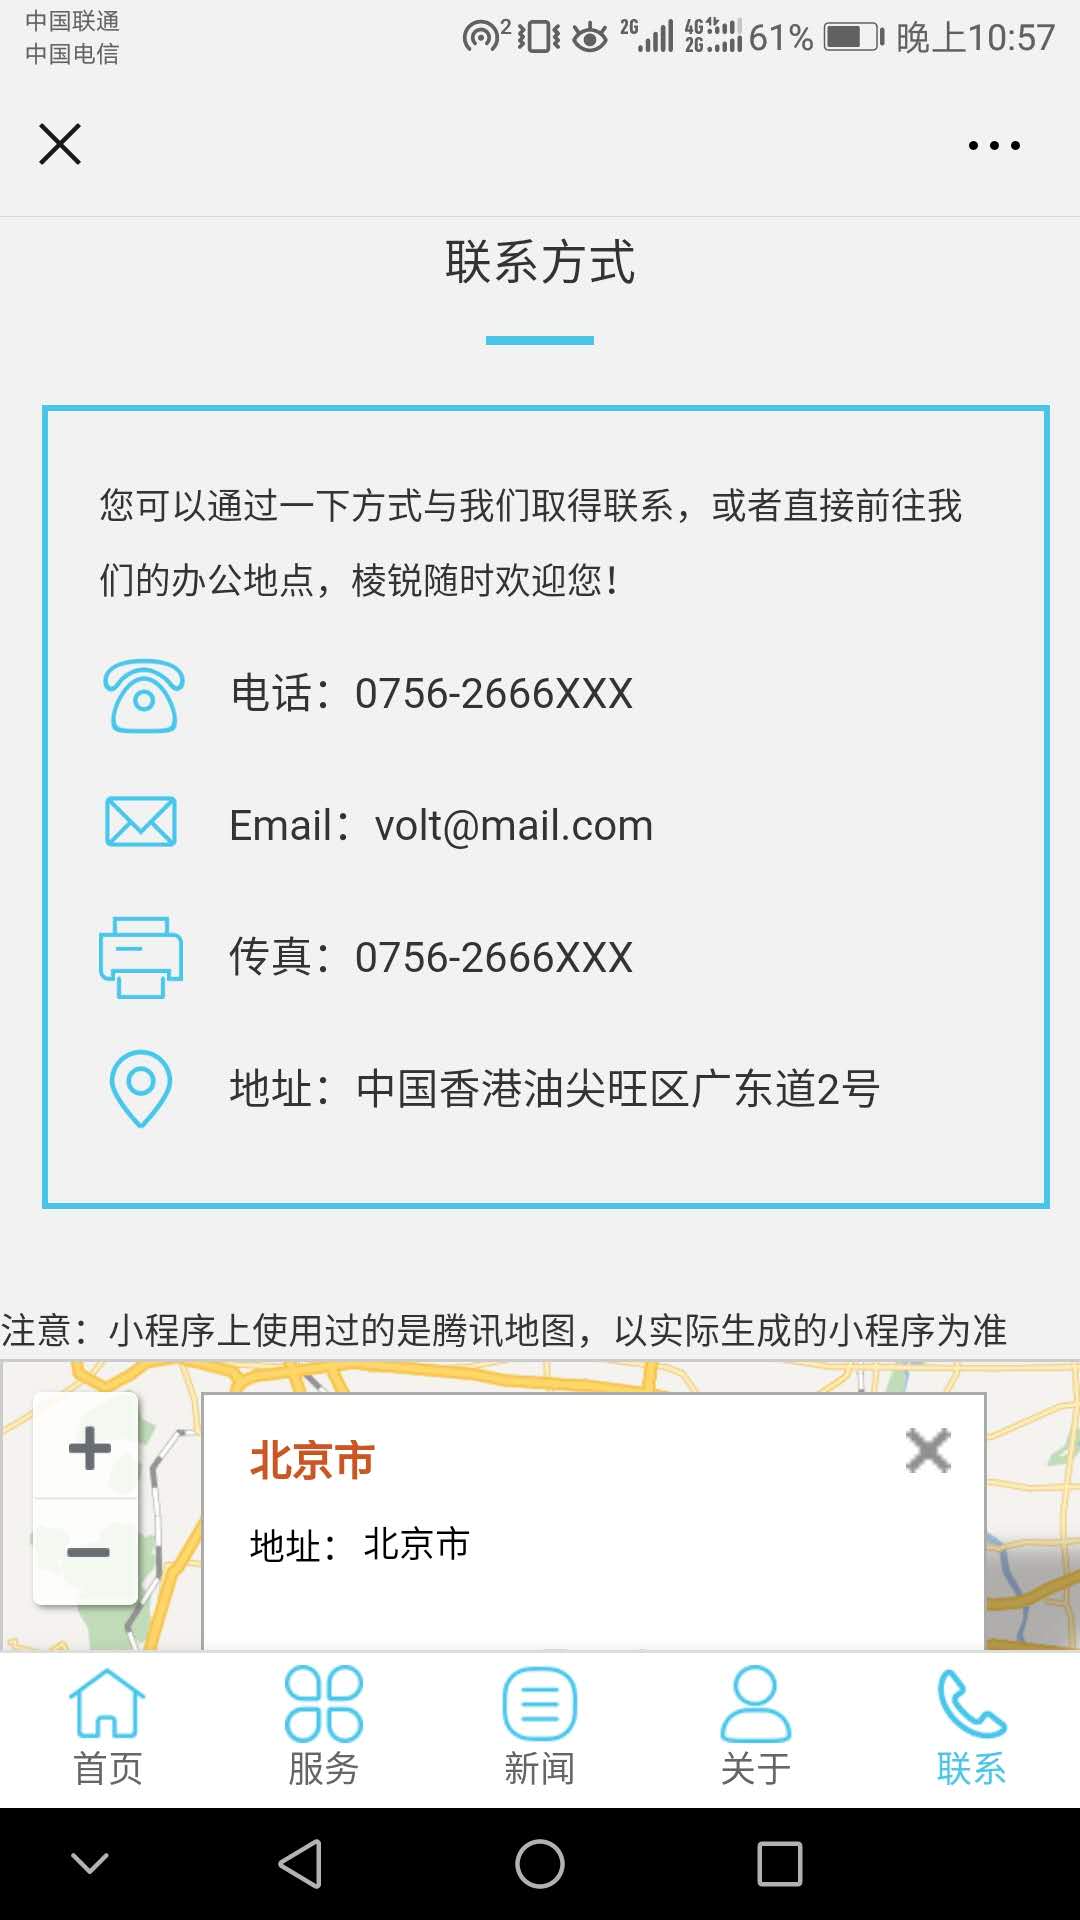 中国联通
中国电信
2
2G
4G
2G
61%
晚上10:57
联系方式
您可以通过一下方式与我们取得联系，或者直接前往我
们的办公地点，棱锐随时欢迎您！
电话：0756-2666XXX
Email：volt@mail.com
传真：0756-2666XXX
地址：中国香港油尖旺区广东道2号
注意：小程序上使用过的是腾讯地图，以实际生成的小程序为准
北京市
地址： 北京市
首页
服务
新闻
关于
联系